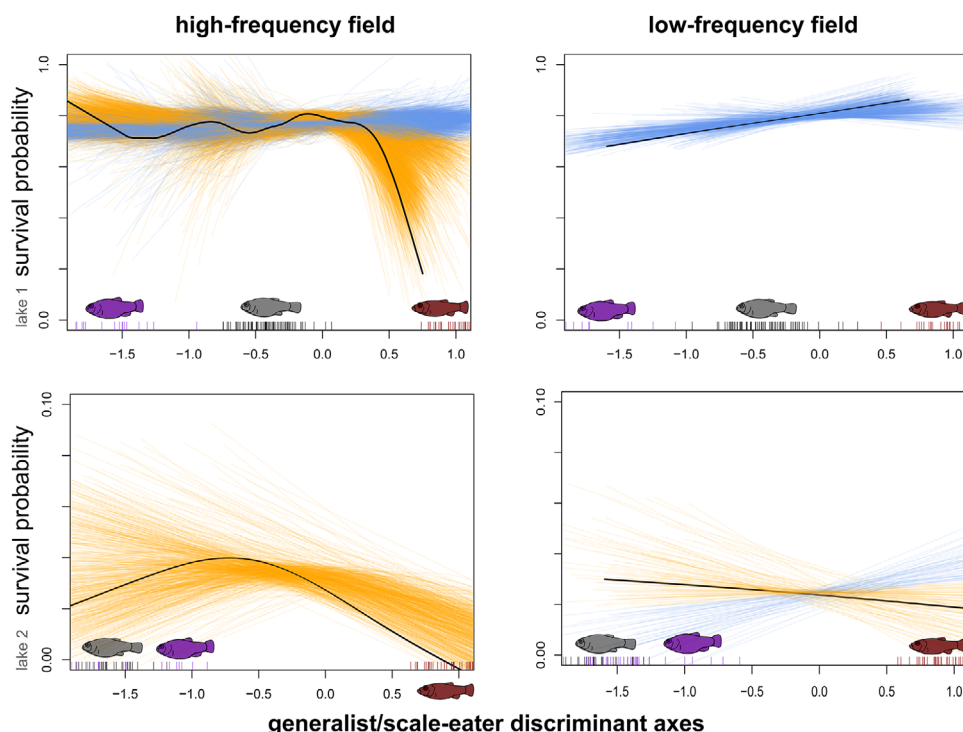 high-frequency field low-frequency field
lake 1 survival probability
1.0 1.0
0.0 0.0
−1.5 −1.0 −0.5 0.0 0.5 1.0 −1.5 −1.0 −0.5 0.0 0.5 1.0
lake 2 survival probability
0.10 0.10
0.00 0.00
−1.5 −1.0 −0.5 0.0 0.5 1.0 −1.5 −1.0 −0.5 0.0 0.5 1.0
generalist/scale-eater discriminant axes